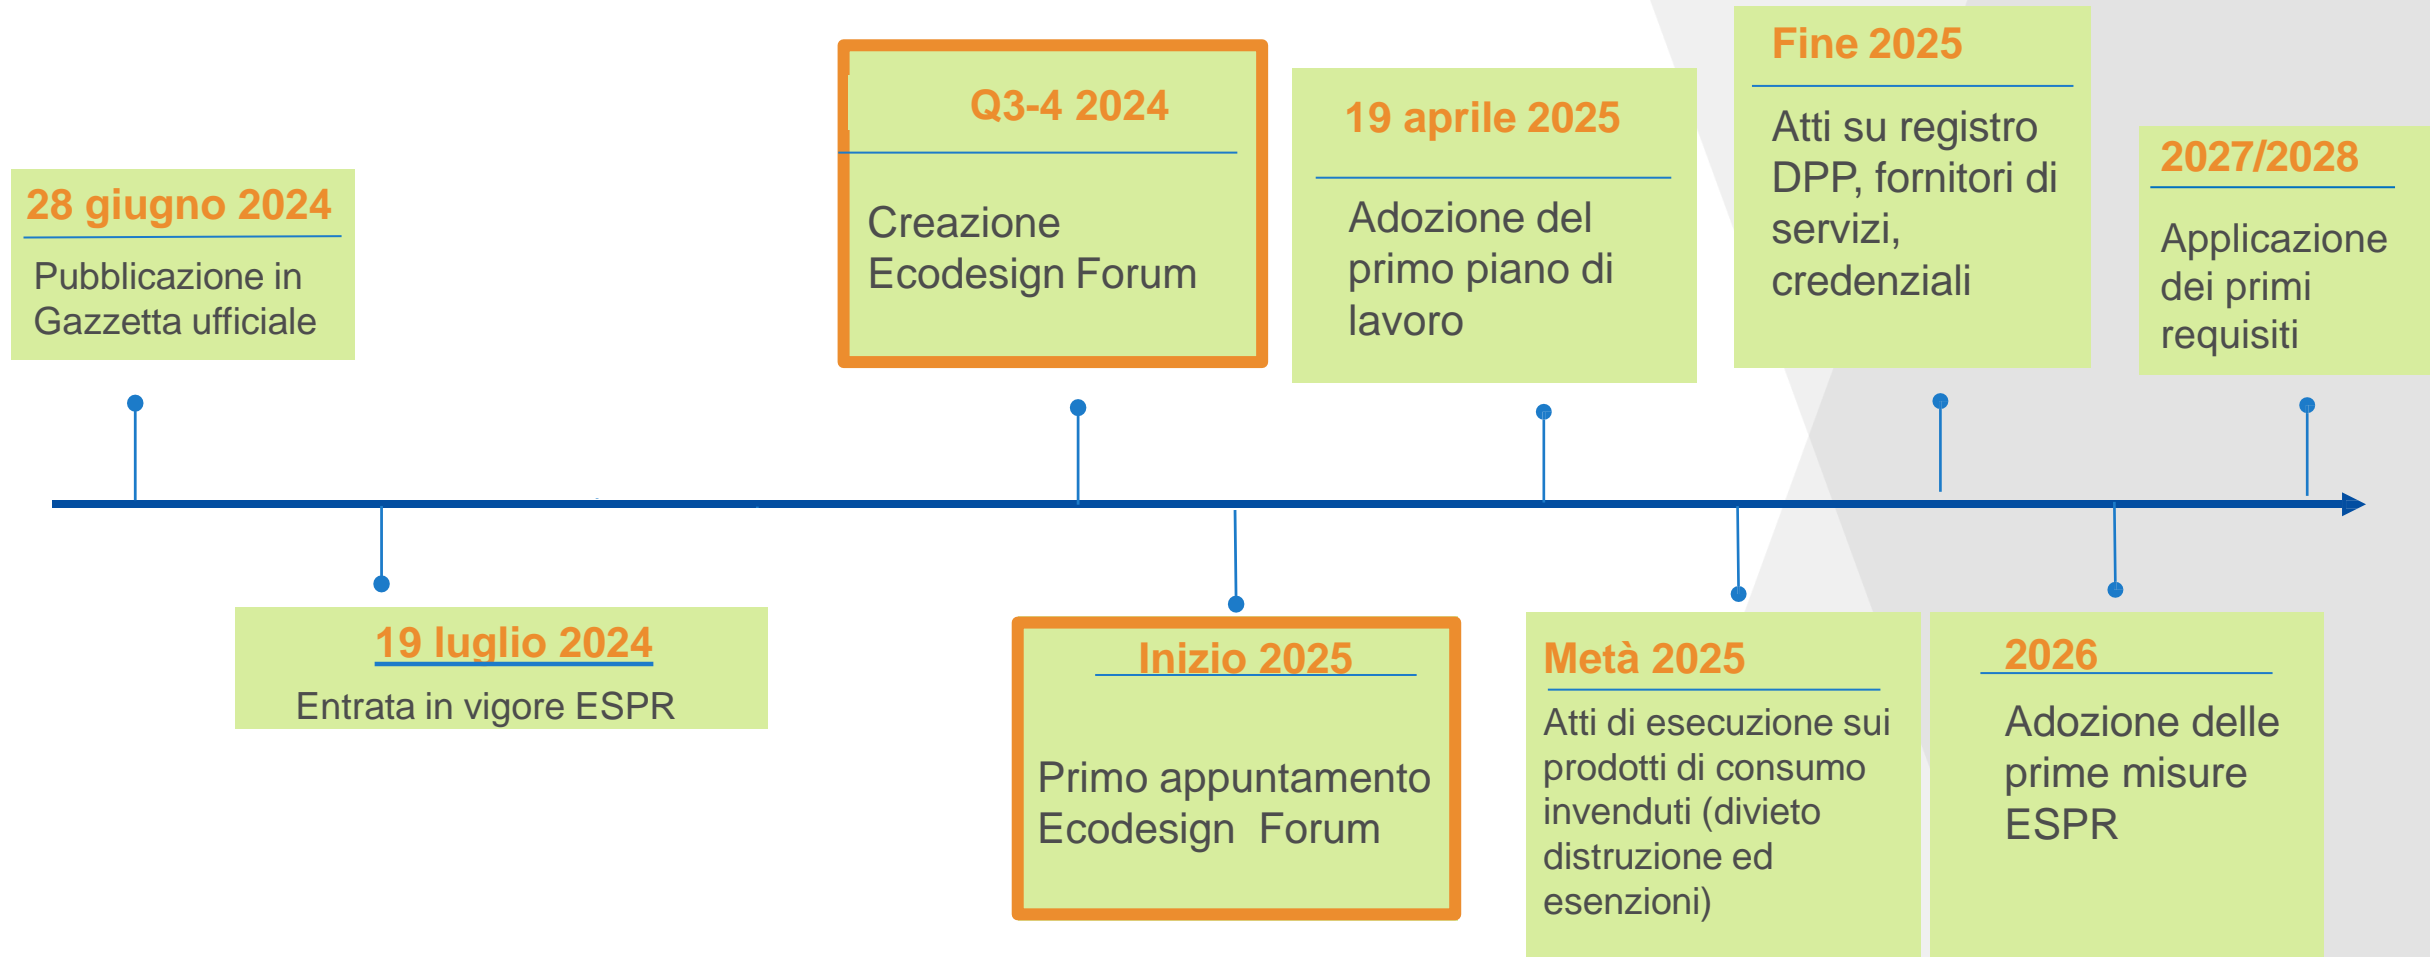 28 giugno 2024
Pubblicazione in
Gazzetta ufficiale
19 luglio 2024
Entrata in vigore ESPR
Q3-4 2024
Creazione
Ecodesign Forum
Inizio 2025
Primo appuntamento
Ecodesign Forum
19 aprile 2025
Adozione del
primo piano di
lavoro
Metà 2025
Atti di esecuzione sui
prodotti di consumo
invenduti (divieto
distruzione ed
esenzioni)
Fine 2025
Atti su registro
DPP, fornitori di
servizi,
credenziali
2026
Adozione delle
prime misure
ESPR
2027/2028
Applicazione
dei primi
requisiti